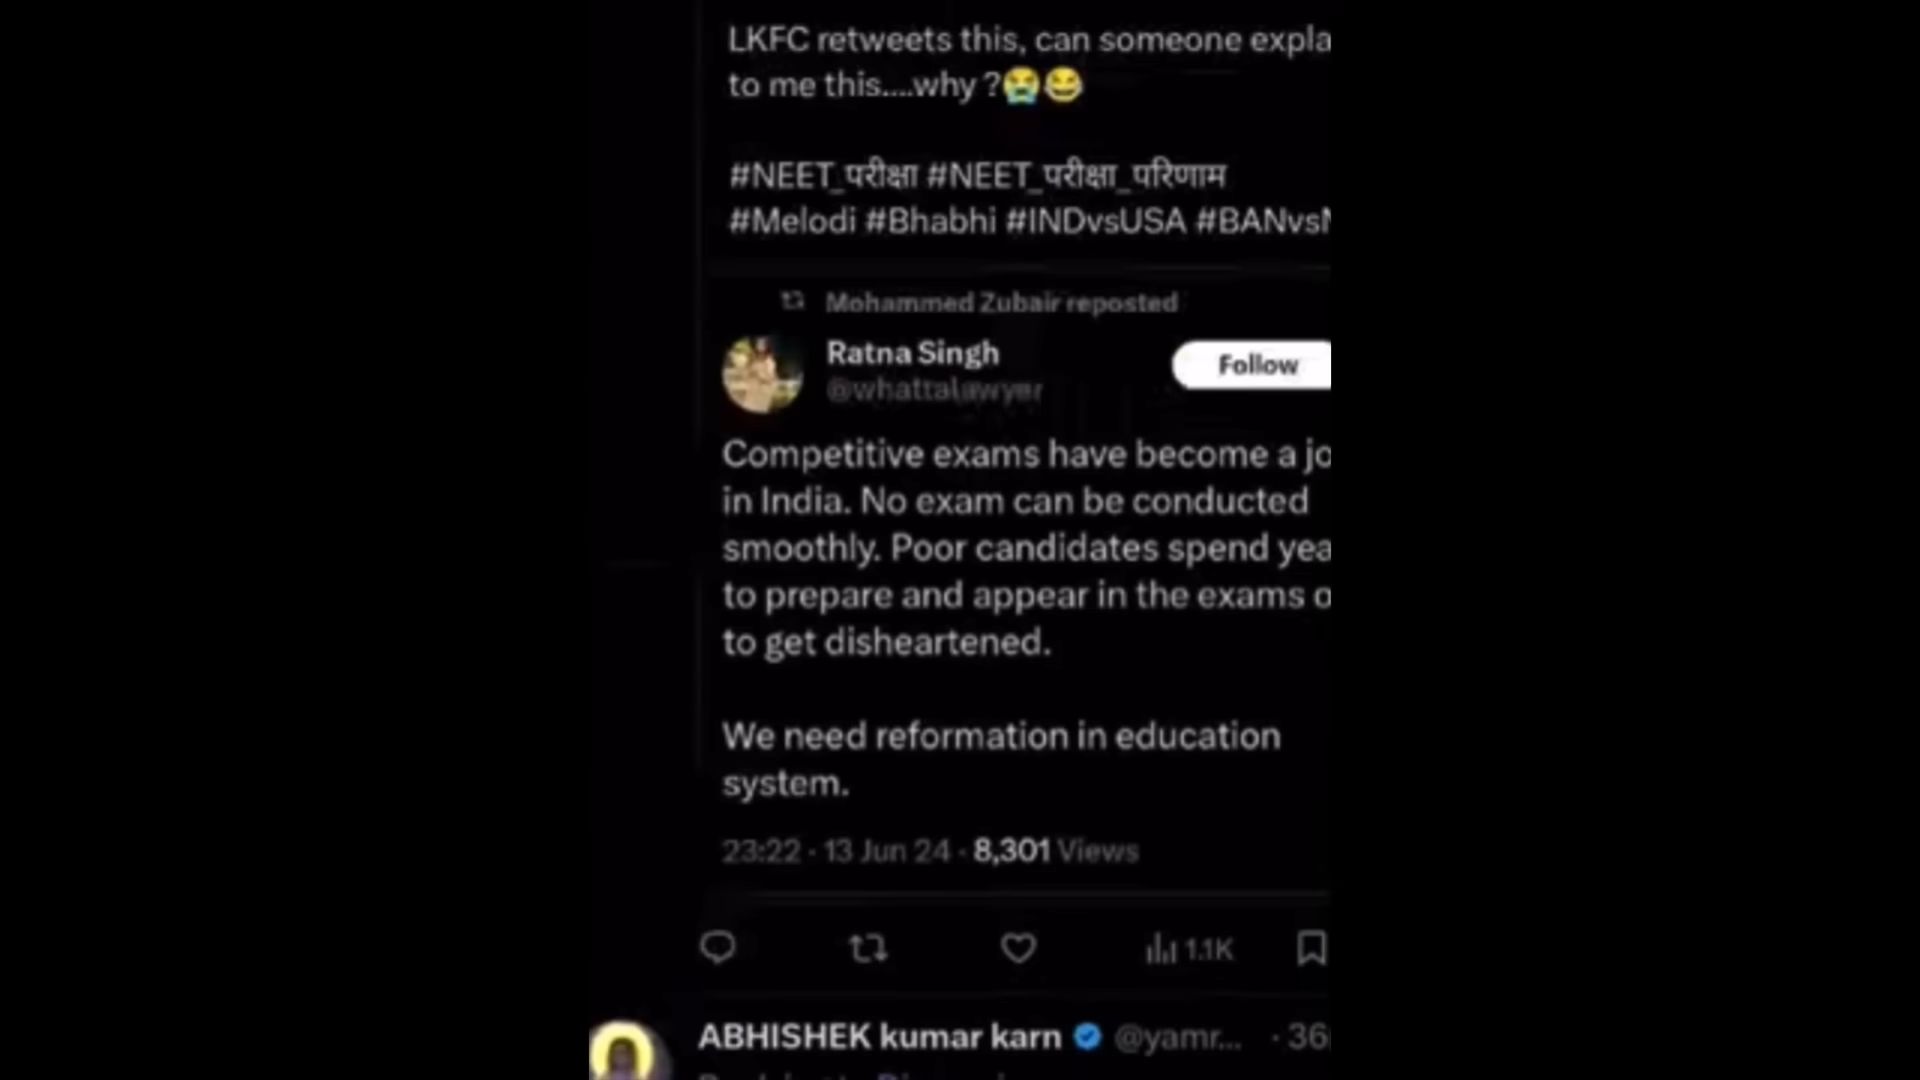 LKFC retweets this, can someone expla
to me this....why ?😭😂
#NEET_परीक्षा #NEET_परीक्षा_परिणाम
#Melodi #Bhabhi #INDvsUSA #BANvsN
Mohammed Zubair reposted
Ratna Singh
Follow
@whattalawyer
Competitive exams have become a jo
in India. No exam can be conducted
smoothly. Poor candidates spend yea
to prepare and appear in the exams o
to get disheartened.
We need reformation in education
system.
23:22 · 13 Jun 24 · 8,301 Views
1.1K
ABHISHEK kumar karn @yamr... · 36